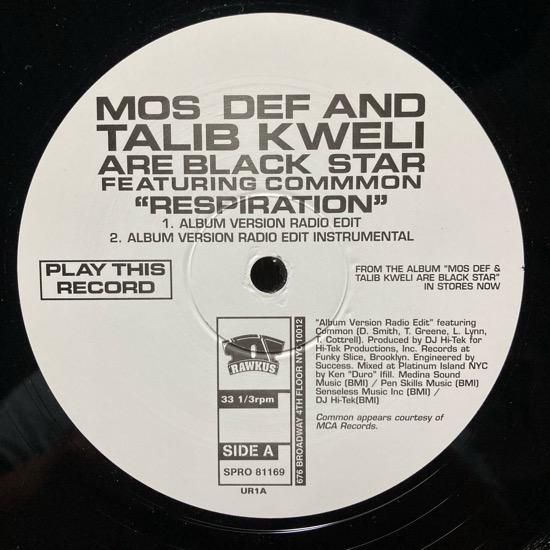 MOS DEF AND
TALIB KWELI
ARE BLACK STAR
FEATURING COMMMON
“RESPIRATION”
1. ALBUM VERSION RADIO EDIT
2. ALBUM VERSION RADIO EDIT INSTRUMENTAL
PLAY THIS
RECORD
FROM THE ALBUM “MOS DEF &
TALIB KWELI ARE BLACK STAR”
IN STORES NOW
RAWKUS
33 1/3rpm
SIDE A
SPRO 81169
UR1A
676 BROADWAY 4TH FLOOR NYC 10012
“Album Version Radio Edit” featuring
Common (D. Smith, T. Greene, L. Lynn,
T. Cottrell). Produced by DJ Hi-Tek for
Hi-Tek Productions, Inc. Records at
Funky Slice, Brooklyn. Engineered by
Success. Mixed at Platinum Island NYC
by Ken “Duro” Ifill. Medina Sound
Music (BMI) / Pen Skills Music (BMI)
Senseless Music Inc (BMI) /
DJ Hi-Tek(BMI)
Common appears courtesy of
MCA Records.